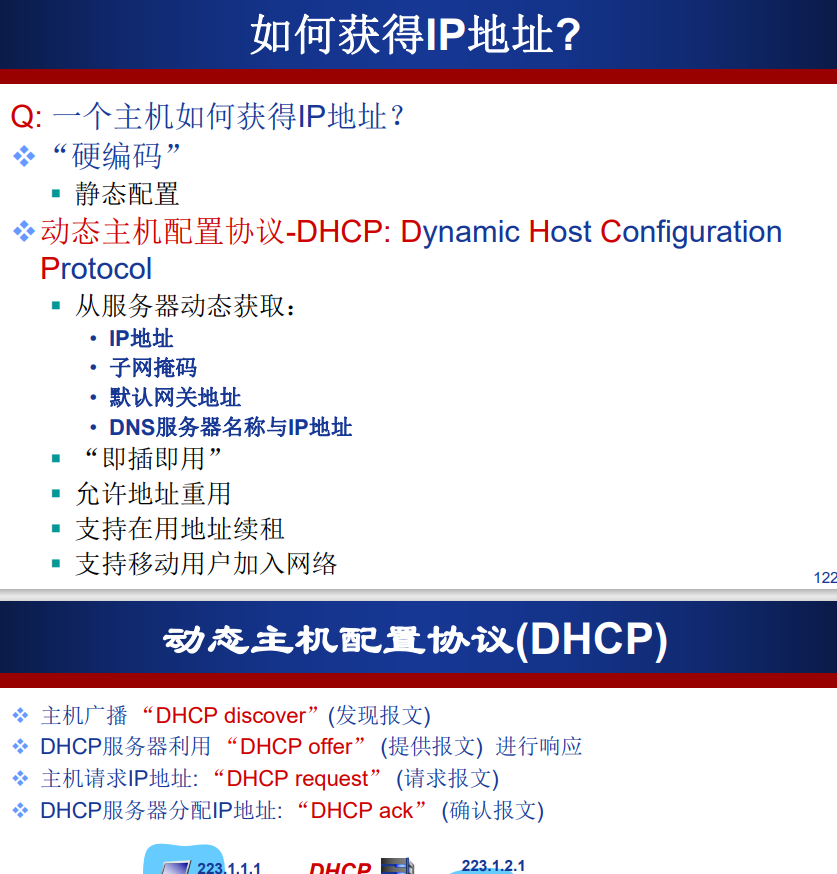 如何获得IP地址?
Q: 一个主机如何获得IP地址?
“硬编码”
静态配置
动态主机配置协议-DHCP: Dynamic Host Configuration
Protocol
从服务器动态获取:
• IP地址
• 子网掩码
• 默认网关地址
• DNS服务器名称与IP地址
“即插即用”
允许地址重用
支持在用地址续租
支持移动用户加入网络
122
动态主机配置协议(DHCP)
主机广播 “DHCP discover” (发现报文)
DHCP服务器利用 “DHCP offer” (提供报文) 进行响应
主机请求IP地址: “DHCP request” (请求报文)
DHCP服务器分配IP地址: “DHCP ack” (确认报文)
223.1.1.1 DHCP 223.1.2.1